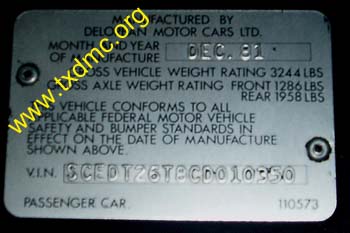 MANUFACTURED BY
DELOREAN MOTOR CARS LTD.
MONTH AND YEAR
OF MANUFACTURE DEC. 81
GROSS VEHICLE WEIGHT RATING 3244 LBS
GROSS AXLE WEIGHT RATING FRONT 1286 LBS
REAR 1958 LBS
VEHICLE CONFORMS TO ALL
APPLICABLE FEDERAL MOTOR VEHICLE
SAFETY AND BUMPER STANDARDS IN
EFFECT ON THE DATE OF MANUFACTURE
SHOWN ABOVE.
V.I.N.
PASSENGER CAR. 110573
www.txdmc.org